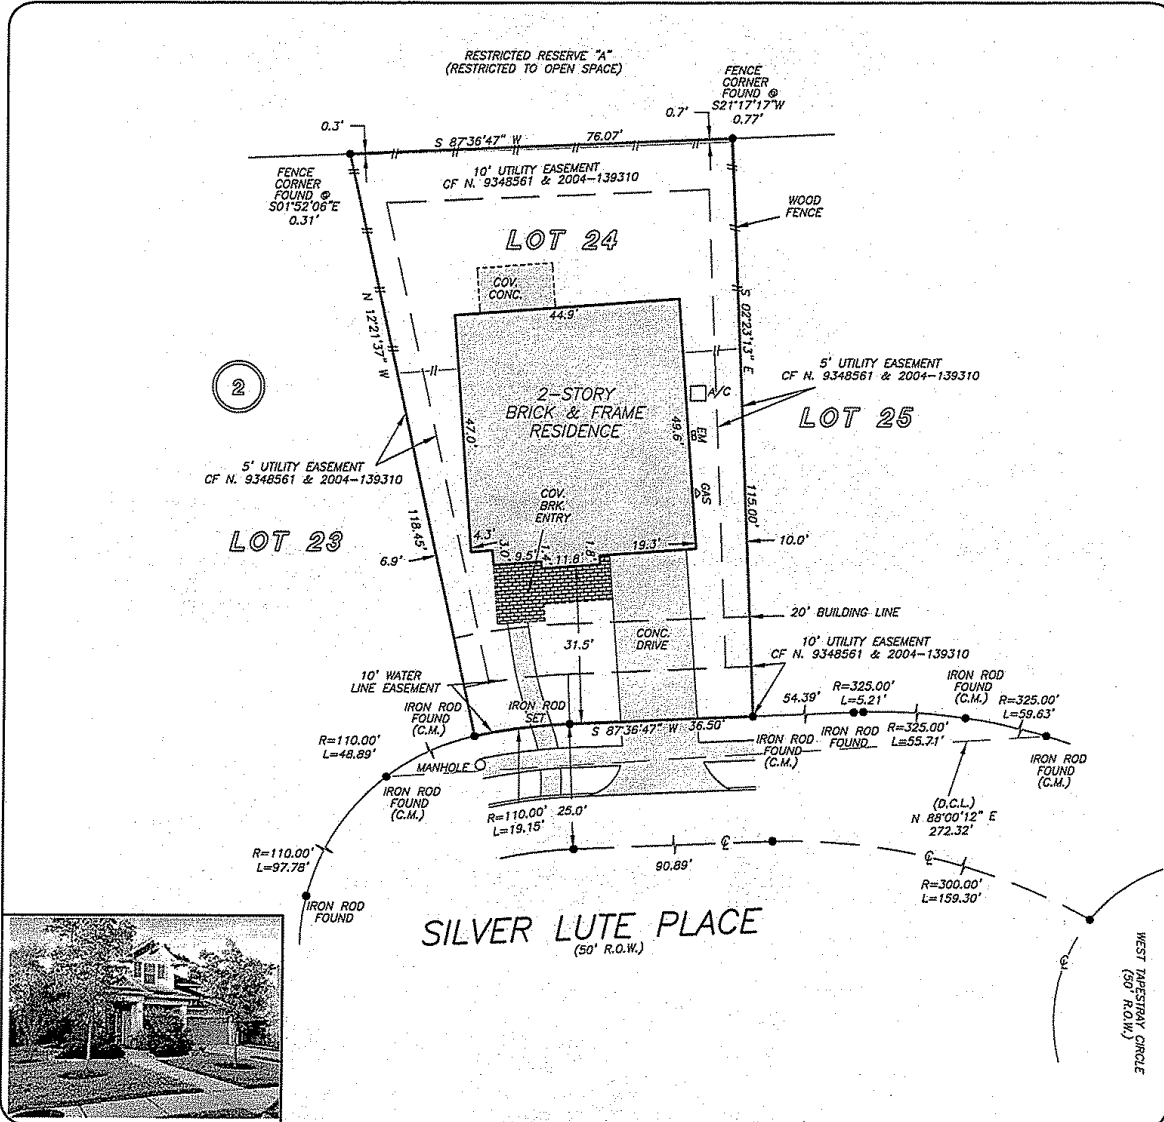 RESTRICTED RESERVE "A"
(RESTRICTED TO OPEN SPACE)
FENCE
CORNER
FOUND @
S21°17'17"W
0.77'
0.3'
0.7'
S 87°36'47" W 76.07'
FENCE
CORNER
FOUND @
S01°52'06"E
0.31'
10' UTILITY EASEMENT
CF N. 9348561 & 2004-139310
WOOD
FENCE
LOT 24
COV.
CONC.
44.9'
N 12°21'37" W
S 02°23'13" E
2
2-STORY
BRICK & FRAME
RESIDENCE
A/C
5' UTILITY EASEMENT
CF N. 9348561 & 2004-139310
LOT 25
47.0'
49.6'
EM
GAS
5' UTILITY EASEMENT
CF N. 9348561 & 2004-139310
COV.
BRK.
ENTRY
118.45'
115.00'
LOT 23
4.3'
3.0'
9.5'
1.4'
11.8'
1.8'
19.3'
10.0'
6.9'
20' BUILDING LINE
31.5'
CONC.
DRIVE
10' UTILITY EASEMENT
CF N. 9348561 & 2004-139310
10' WATER
LINE EASEMENT
IRON ROD
FOUND
(C.M.)
IRON ROD
SET
S 87°36'47" W 36.50'
54.39'
R=325.00'
L=5.21'
IRON ROD
FOUND
(C.M.)
R=325.00'
L=59.63'
IRON ROD
FOUND
(C.M.)
IRON ROD
FOUND
R=325.00'
L=55.71'
IRON ROD
FOUND
(C.M.)
R=110.00'
L=48.89'
MANHOLE
IRON ROD
FOUND
(C.M.)
R=110.00'
L=19.15'
25.0'
(D.C.L.)
N 88°00'12" E
272.32'
R=110.00'
L=97.78'
90.89'
R=300.00'
L=159.30'
IRON ROD
FOUND
SILVER LUTE PLACE
(50' R.O.W.)
WEST TAPESTRAY CIRCLE
(50' R.O.W.)